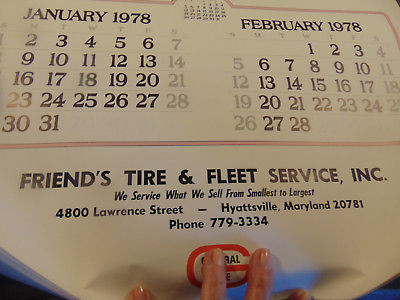 JANUARY 1978
FEBRUARY 1978
1 2 3 4 5 6 7
1 2 3 4
9 10 11 12 13 14
5 6 7 8 9 10 11
16 17 18 19 20 21
12 13 14 15 16 17 18
23 24 25 26 27 28
19 20 21 22 23 24 25
30 31
26 27 28
FRIEND'S TIRE & FLEET SERVICE, INC.
We Service What We Sell From Smallest to Largest
4800 Lawrence Street — Hyattsville, Maryland 20781
Phone 779-3334